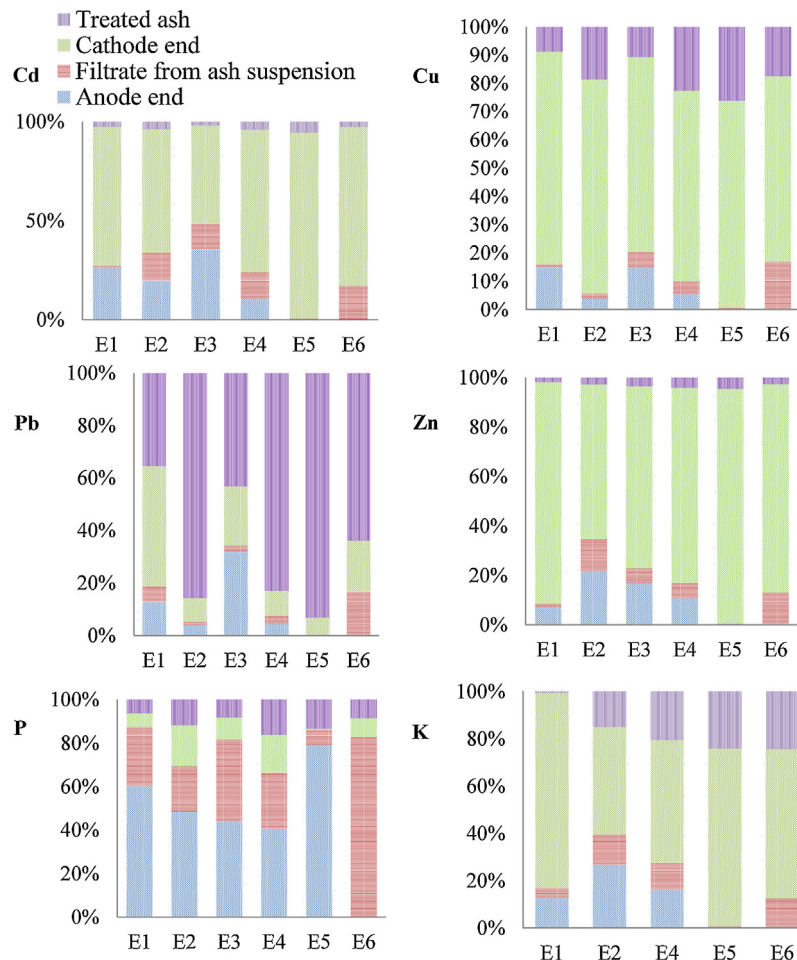 Treated ash
Cathode end
Filtrate from ash suspension
Anode end
Cd
100%
50%
0%
E1 E2 E3 E4 E5 E6
Cu
100%
90%
80%
70%
60%
50%
40%
30%
20%
10%
0%
E1 E2 E3 E4 E5 E6
Pb
100%
80%
60%
40%
20%
0%
E1 E2 E3 E4 E5 E6
Zn
100%
80%
60%
40%
20%
0%
E1 E2 E3 E4 E5 E6
P
100%
80%
60%
40%
20%
0%
E1 E2 E3 E4 E5 E6
K
100%
80%
60%
40%
20%
0%
E1 E2 E4 E5 E6